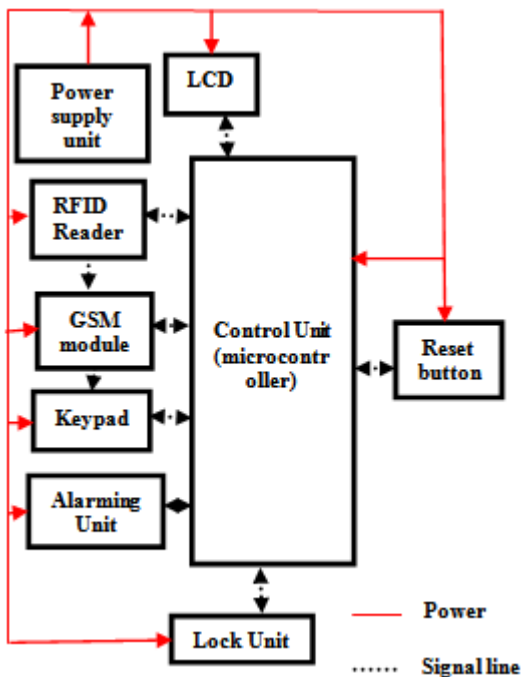 LCD
Power
supply
unit
RFID
Reader
GSM
module
Keypad
Alarming
Unit
Control Unit
(microcontr
oller)
Reset
button
Lock Unit
Power
Signal line